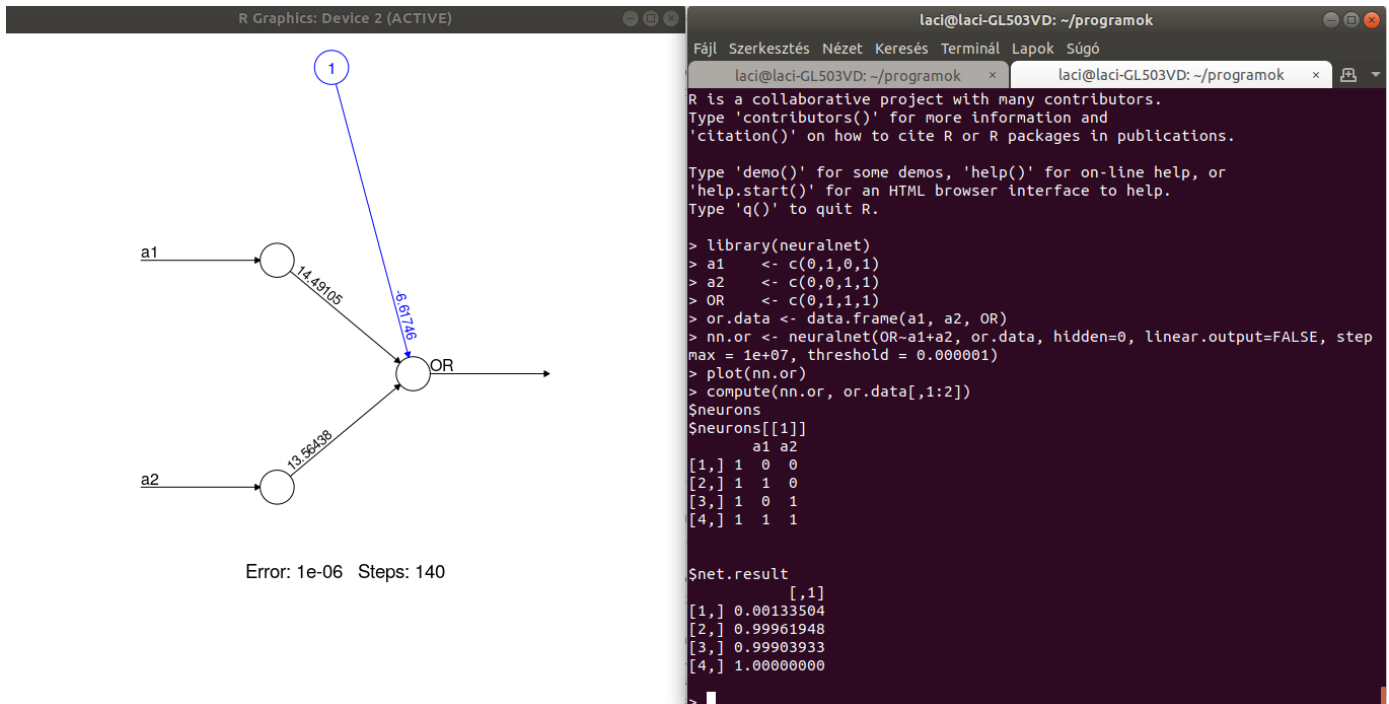 R Graphics: Device 2 (ACTIVE)
1
a1
14.49105
-6.61746
OR
13.56438
a2
Error: 1e-06   Steps: 140
laci@laci-GL503VD: ~/programok
Fájl Szerkesztés Nézet Keresés Terminál Lapok Súgó
laci@laci-GL503VD: ~/programok × laci@laci-GL503VD: ~/programok ×
R is a collaborative project with many contributors.
Type 'contributors()' for more information and
'citation()' on how to cite R or R packages in publications.
Type 'demo()' for some demos, 'help()' for on-line help, or
'help.start()' for an HTML browser interface to help.
Type 'q()' to quit R.
> library(neuralnet)
> a1    <- c(0,1,0,1)
> a2    <- c(0,0,1,1)
> OR    <- c(0,1,1,1)
> or.data <- data.frame(a1, a2, OR)
> nn.or <- neuralnet(OR~a1+a2, or.data, hidden=0, linear.output=FALSE, step
max = 1e+07, threshold = 0.000001)
> plot(nn.or)
> compute(nn.or, or.data[,1:2])
$neurons
$neurons[[1]]
       a1 a2
[1,] 1  0  0
[2,] 1  1  0
[3,] 1  0  1
[4,] 1  1  1
$net.result
           [,1]
[1,] 0.00133504
[2,] 0.99961948
[3,] 0.99903933
[4,] 1.00000000
>